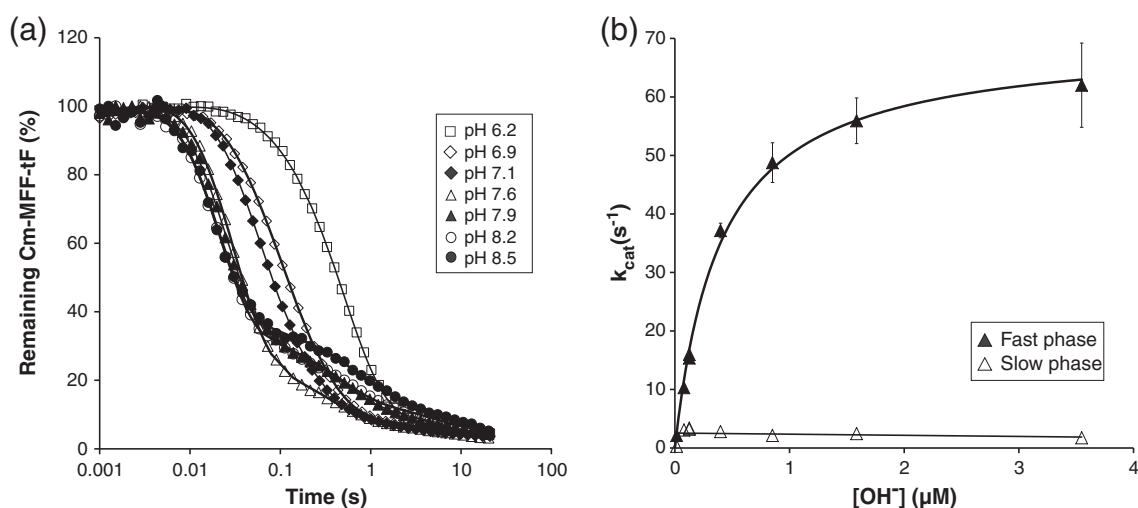 (a)
120
100
80
60
40
20
0
Remaining Cm-MFF-tF (%)
0.001 0.01 0.1 1 10 100
Time (s)
pH 6.2
pH 6.9
pH 7.1
pH 7.6
pH 7.9
pH 8.2
pH 8.5
(b)
70
60
50
40
30
20
10
0
k_cat(s⁻¹)
0 1 2 3 4
[OH⁻] (µM)
Fast phase
Slow phase